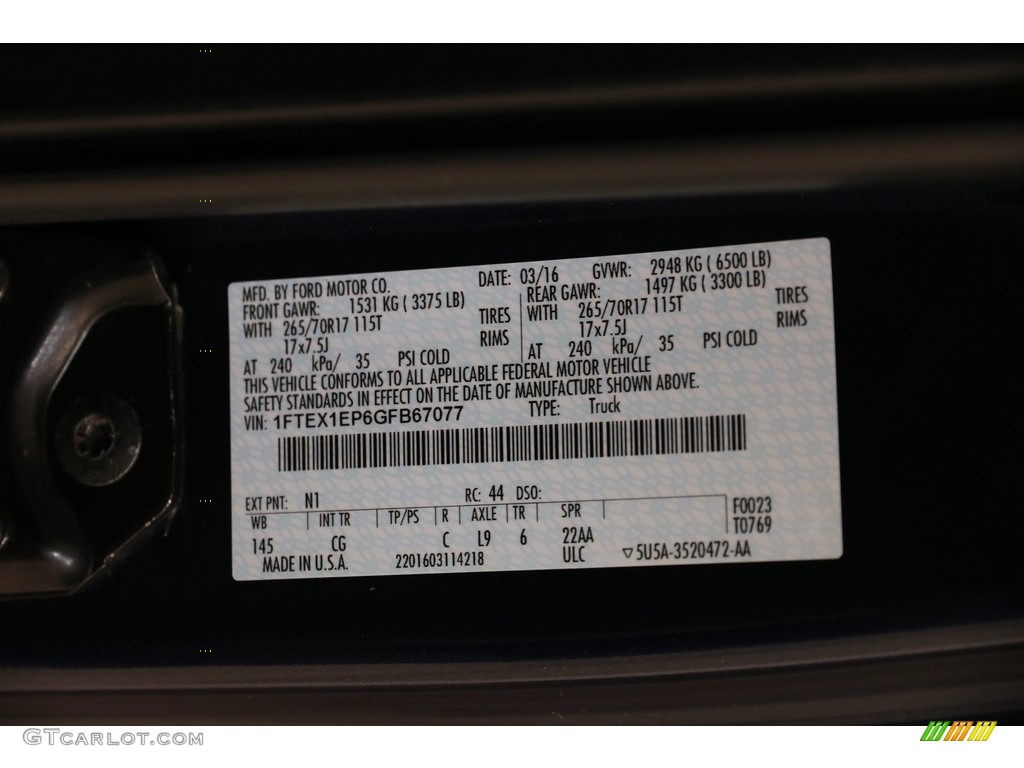 MFD. BY FORD MOTOR CO. DATE: 03/16 GVWR: 2948 KG ( 6500 LB)
FRONT GAWR: 1531 KG ( 3375 LB) REAR GAWR: 1497 KG ( 3300 LB)
WITH 265/70R17 115T TIRES WITH 265/70R17 115T TIRES
17x7.5J RIMS 17x7.5J RIMS
AT 240 kPa/ 35 PSI COLD AT 240 kPa/ 35 PSI COLD
THIS VEHICLE CONFORMS TO ALL APPLICABLE FEDERAL MOTOR VEHICLE
SAFETY STANDARDS IN EFFECT ON THE DATE OF MANUFACTURE SHOWN ABOVE.
VIN: 1FTEX1EP6GFB67077 TYPE: Truck
EXT PNT: N1 RC: 44 DSO:
WB INT TR TP/PS R AXLE TR SPR F0023
T0769
145 CG C L9 6 22AA
MADE IN U.S.A. 2201603114218 ULC ▽5U5A-3520472-AA
GTCARLOT.COM